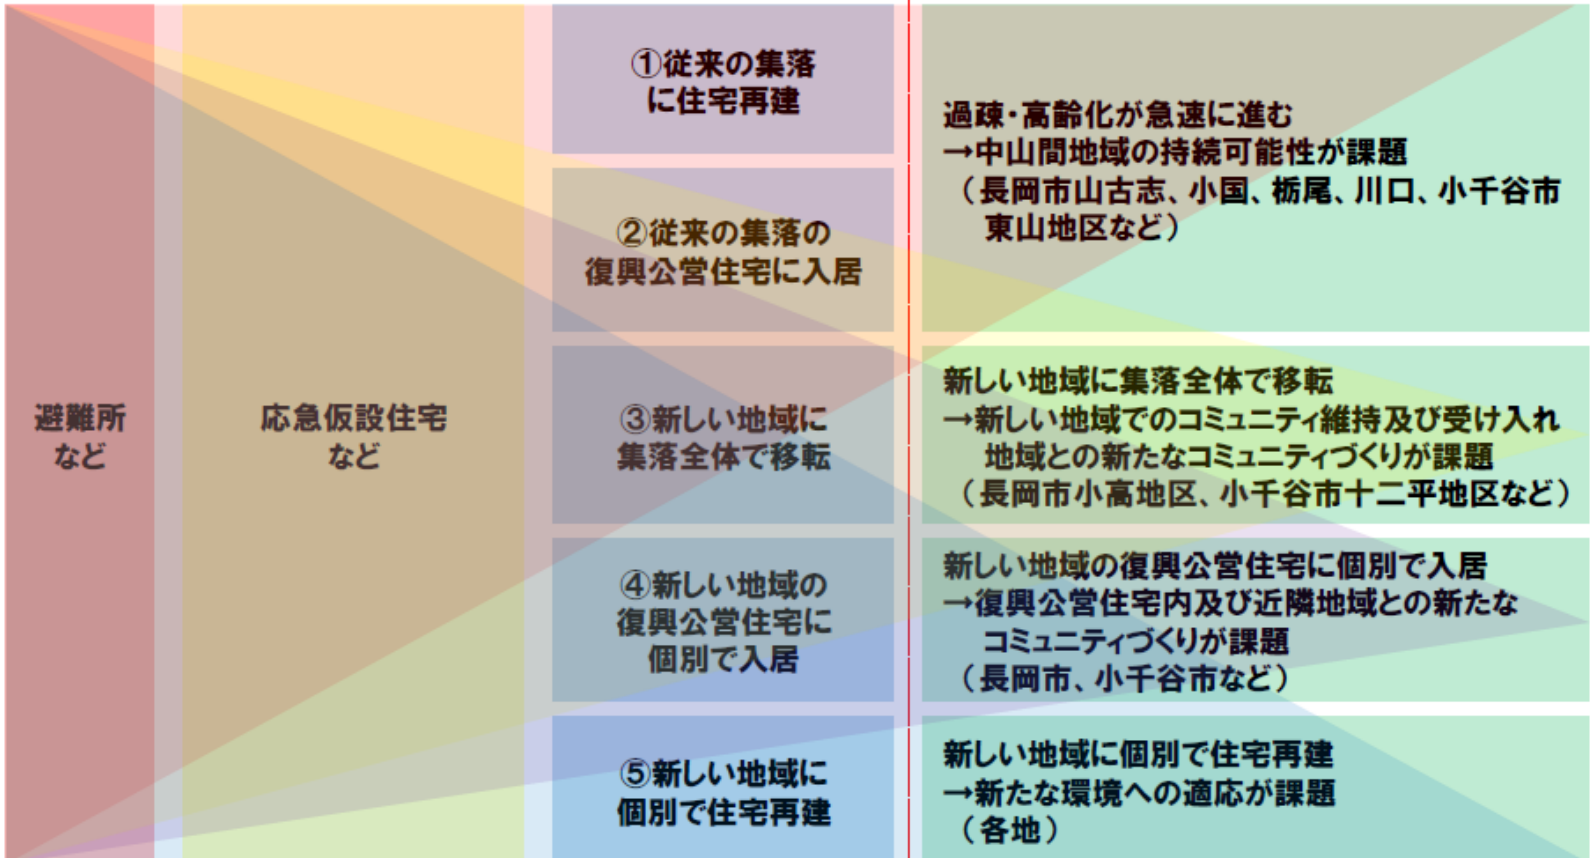 避難所
など
応急仮設住宅
など
①従来の集落
に住宅再建
②従来の集落の
復興公営住宅に入居
③新しい地域に
集落全体で移転
④新しい地域の
復興公営住宅に
個別で入居
⑤新しい地域に
個別で住宅再建
過疎・高齢化が急速に進む
→中山間地域の持続可能性が課題
（長岡市山古志、小国、栃尾、川口、小千谷市
東山地区など）
新しい地域に集落全体で移転
→新しい地域でのコミュニティ維持及び受け入れ
地域との新たなコミュニティづくりが課題
（長岡市小高地区、小千谷市十二平地区など）
新しい地域の復興公営住宅に個別で入居
→復興公営住宅内及び近隣地域との新たな
コミュニティづくりが課題
（長岡市、小千谷市など）
新しい地域に個別で住宅再建
→新たな環境への適応が課題
（各地）